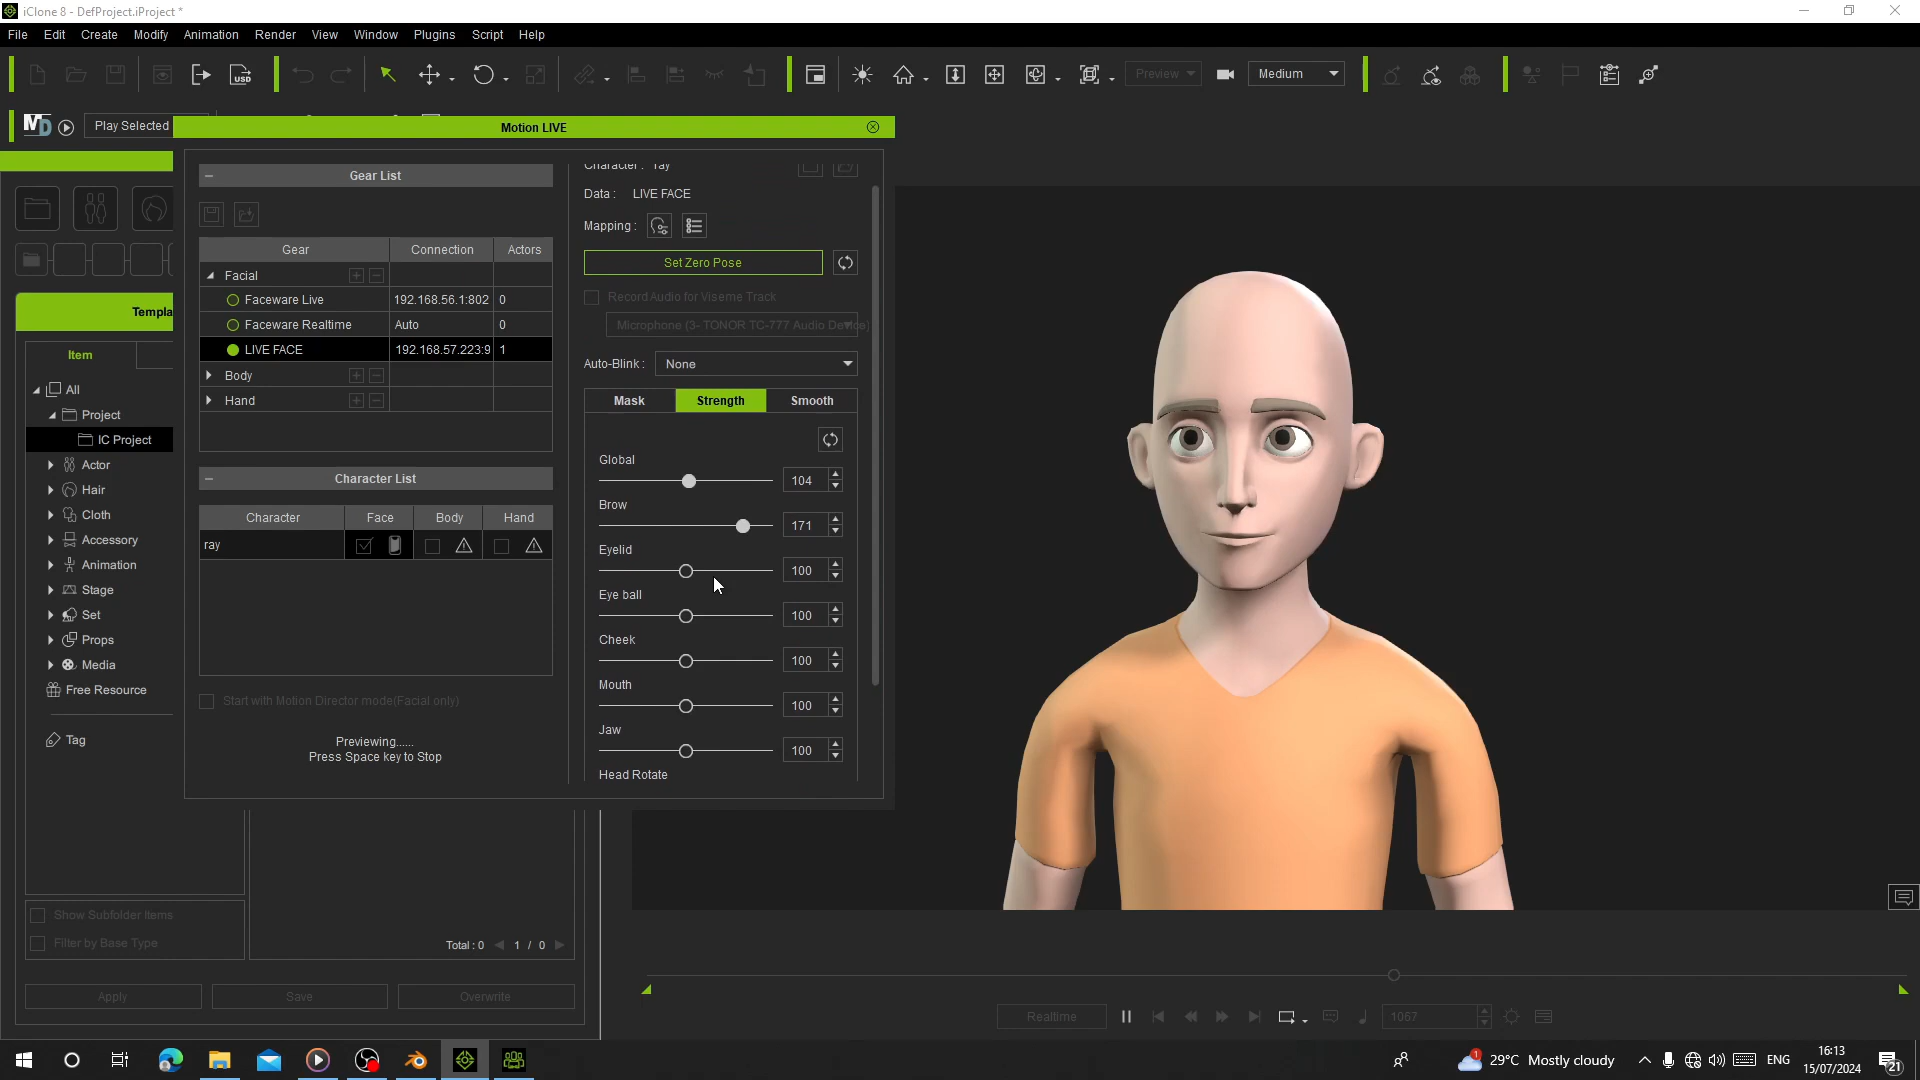 iClone 8 - DefProject.iProject *
File Edit Create Modify Animation Render View Window Plugins Script Help
Preview Medium
MD Play Selected
Motion LIVE
Gear List
Gear Connection Actors
Facial
Faceware Live 192.168.56.1:802 0
Faceware Realtime Auto 0
LIVE FACE 192.168.57.223:9 1
Body
Hand
Character List
Character Face Body Hand
ray
Start with Motion Director mode(Facial only)
Previewing......
Press Space key to Stop
Character : ray
Data : LIVE FACE
Mapping :
Set Zero Pose
Record Audio for Viseme Track
Microphone (3- TONOR TC-777 Audio Device)
Auto-Blink : None
Mask Strength Smooth
Global
104
Brow
171
Eyelid
100
Eye ball
100
Cheek
100
Mouth
100
Jaw
100
Head Rotate
Templa
Item
All
Project
IC Project
Actor
Hair
Cloth
Accessory
Animation
Stage
Set
Props
Media
Free Resource
Tag
Show Subfolder Items
Filter by Base Type
Total : 0 1 / 0
Apply Save Overwrite
Realtime 1067
29°C Mostly cloudy
ENG
16:13
15/07/2024
1
21